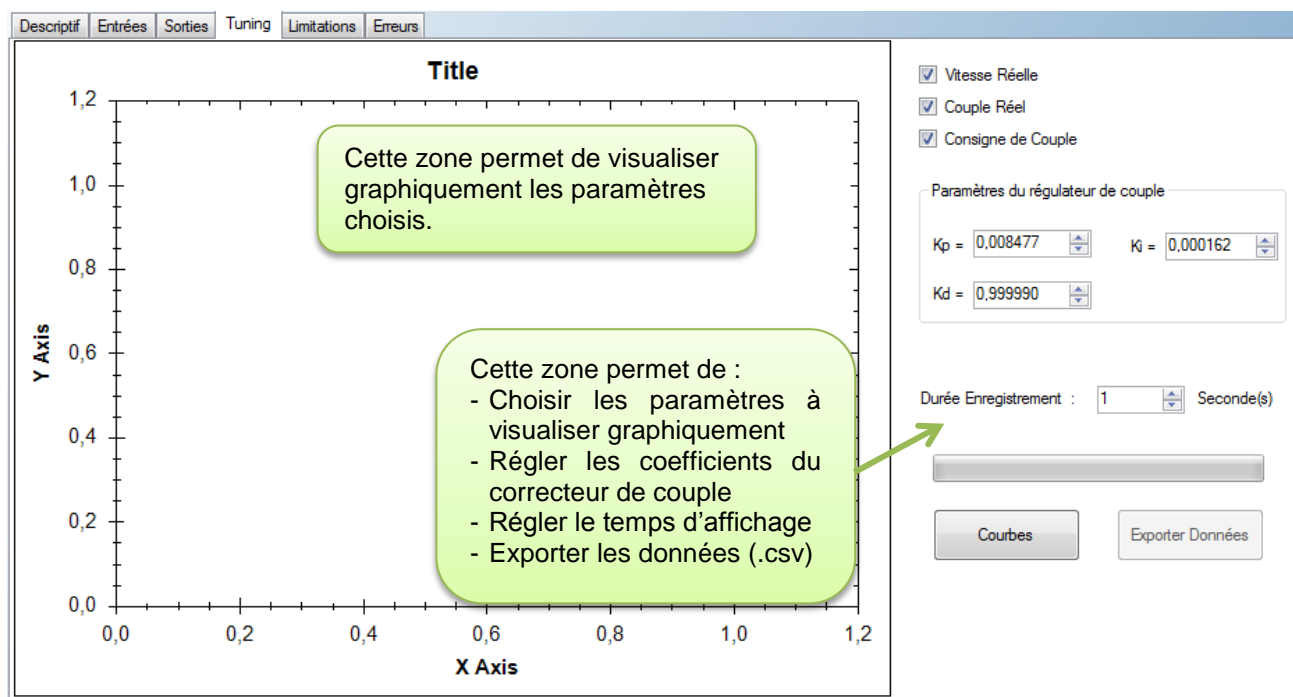 Descriptif Entrées Sorties Tuning Limitations Erreurs
Title
1,2
1,0
0,8
0,6
0,4
0,2
0,0
Y Axis
0,0 0,2 0,4 0,6 0,8 1,0 1,2
X Axis
Cette zone permet de visualiser
graphiquement les paramètres
choisis.
Cette zone permet de :
- Choisir les paramètres à
visualiser graphiquement
- Régler les coefficients du
correcteur de couple
- Régler le temps d’affichage
- Exporter les données (.csv)
Vitesse Réelle
Couple Réel
Consigne de Couple
Paramètres du régulateur de couple
Kp = 0,008477 Ki = 0,000162
Kd = 0,999990
Durée Enregistrement : 1 Seconde(s)
Courbes Exporter Données